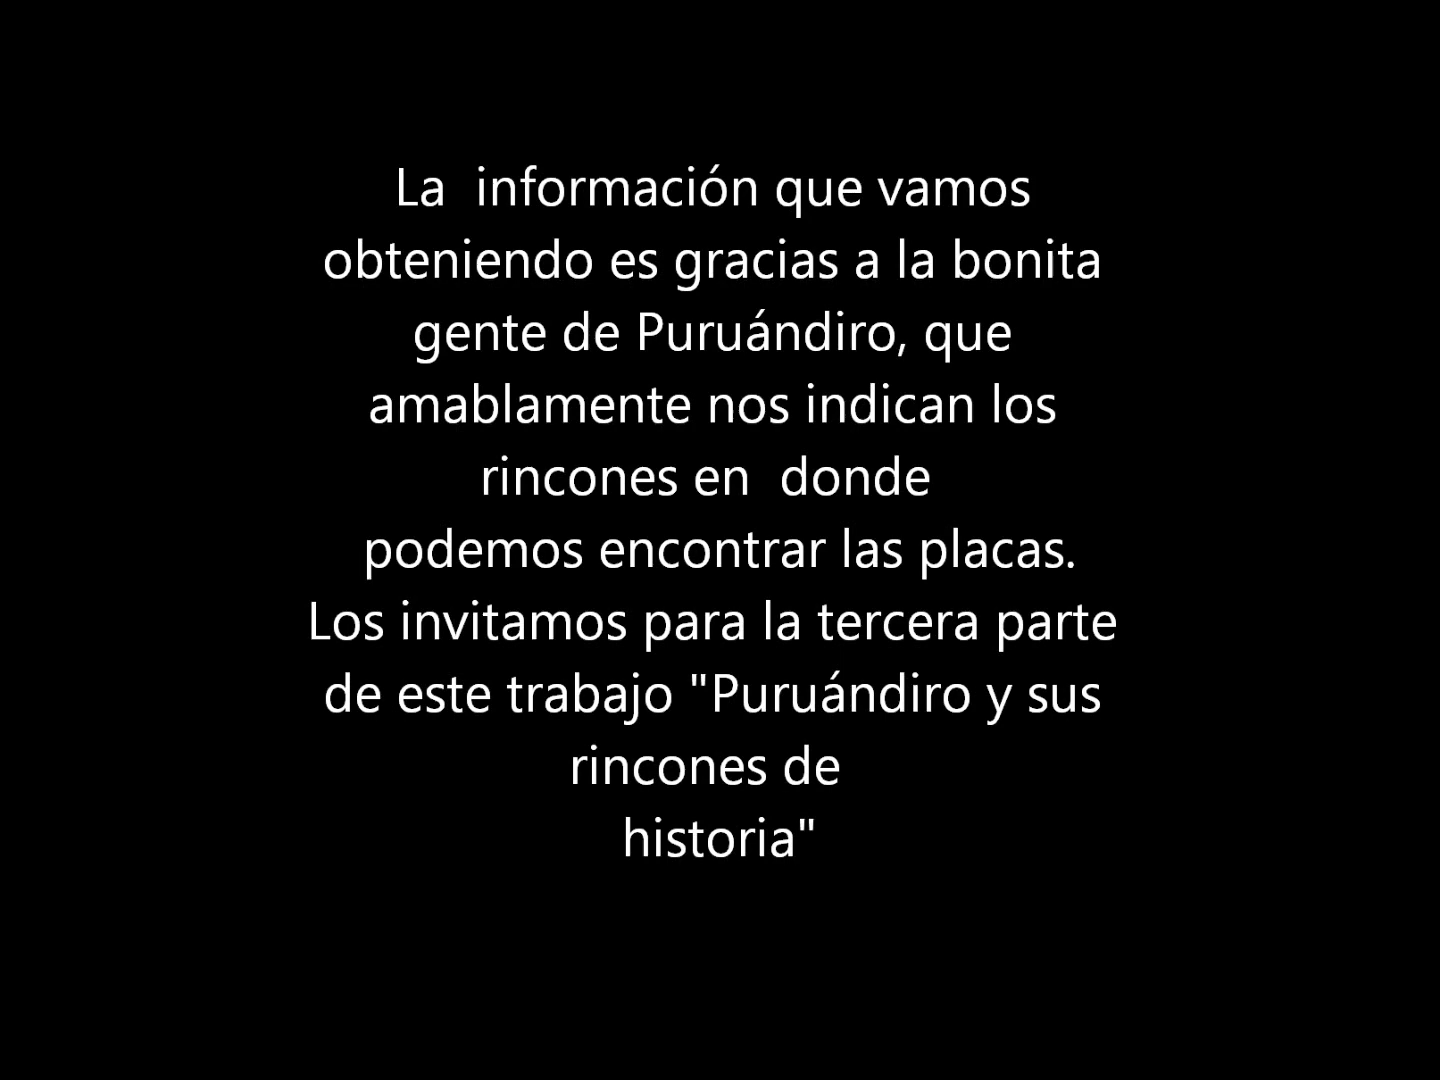 La  información que vamos
obteniendo es gracias a la bonita
gente de Puruándiro, que
amablamente nos indican los
rincones en  donde
podemos encontrar las placas.
Los invitamos para la tercera parte
de este trabajo "Puruándiro y sus
rincones de
historia"